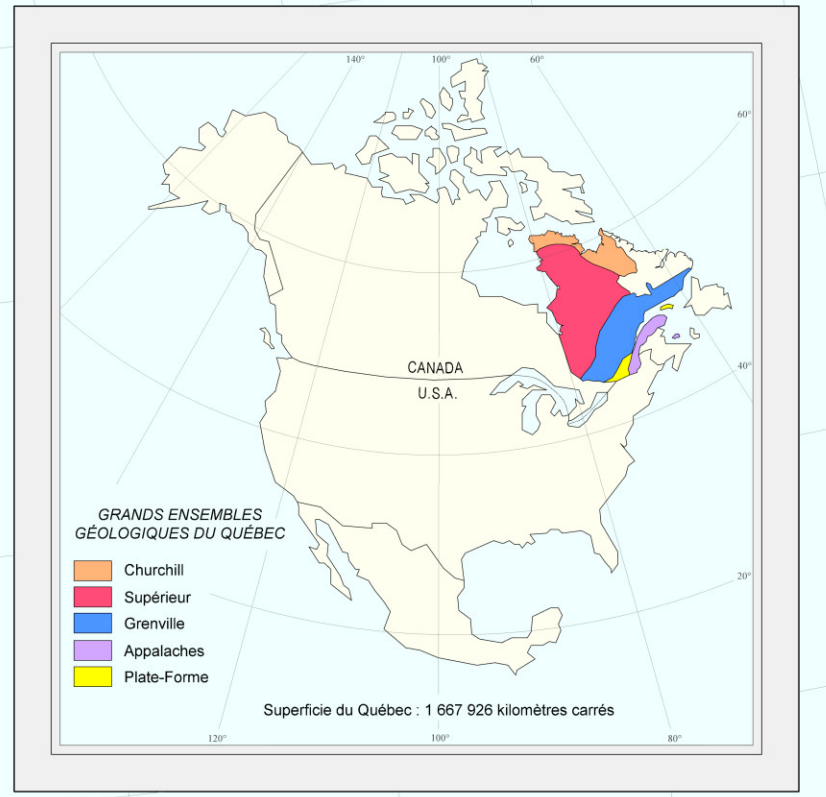 140° 100° 60°
60°
CANADA
U.S.A.
40°
GRANDS ENSEMBLES
GÉOLOGIQUES DU QUÉBEC
Churchill
Supérieur
Grenville
Appalaches
Plate-Forme
20°
Superficie du Québec : 1 667 926 kilomètres carrés
120° 100° 80°